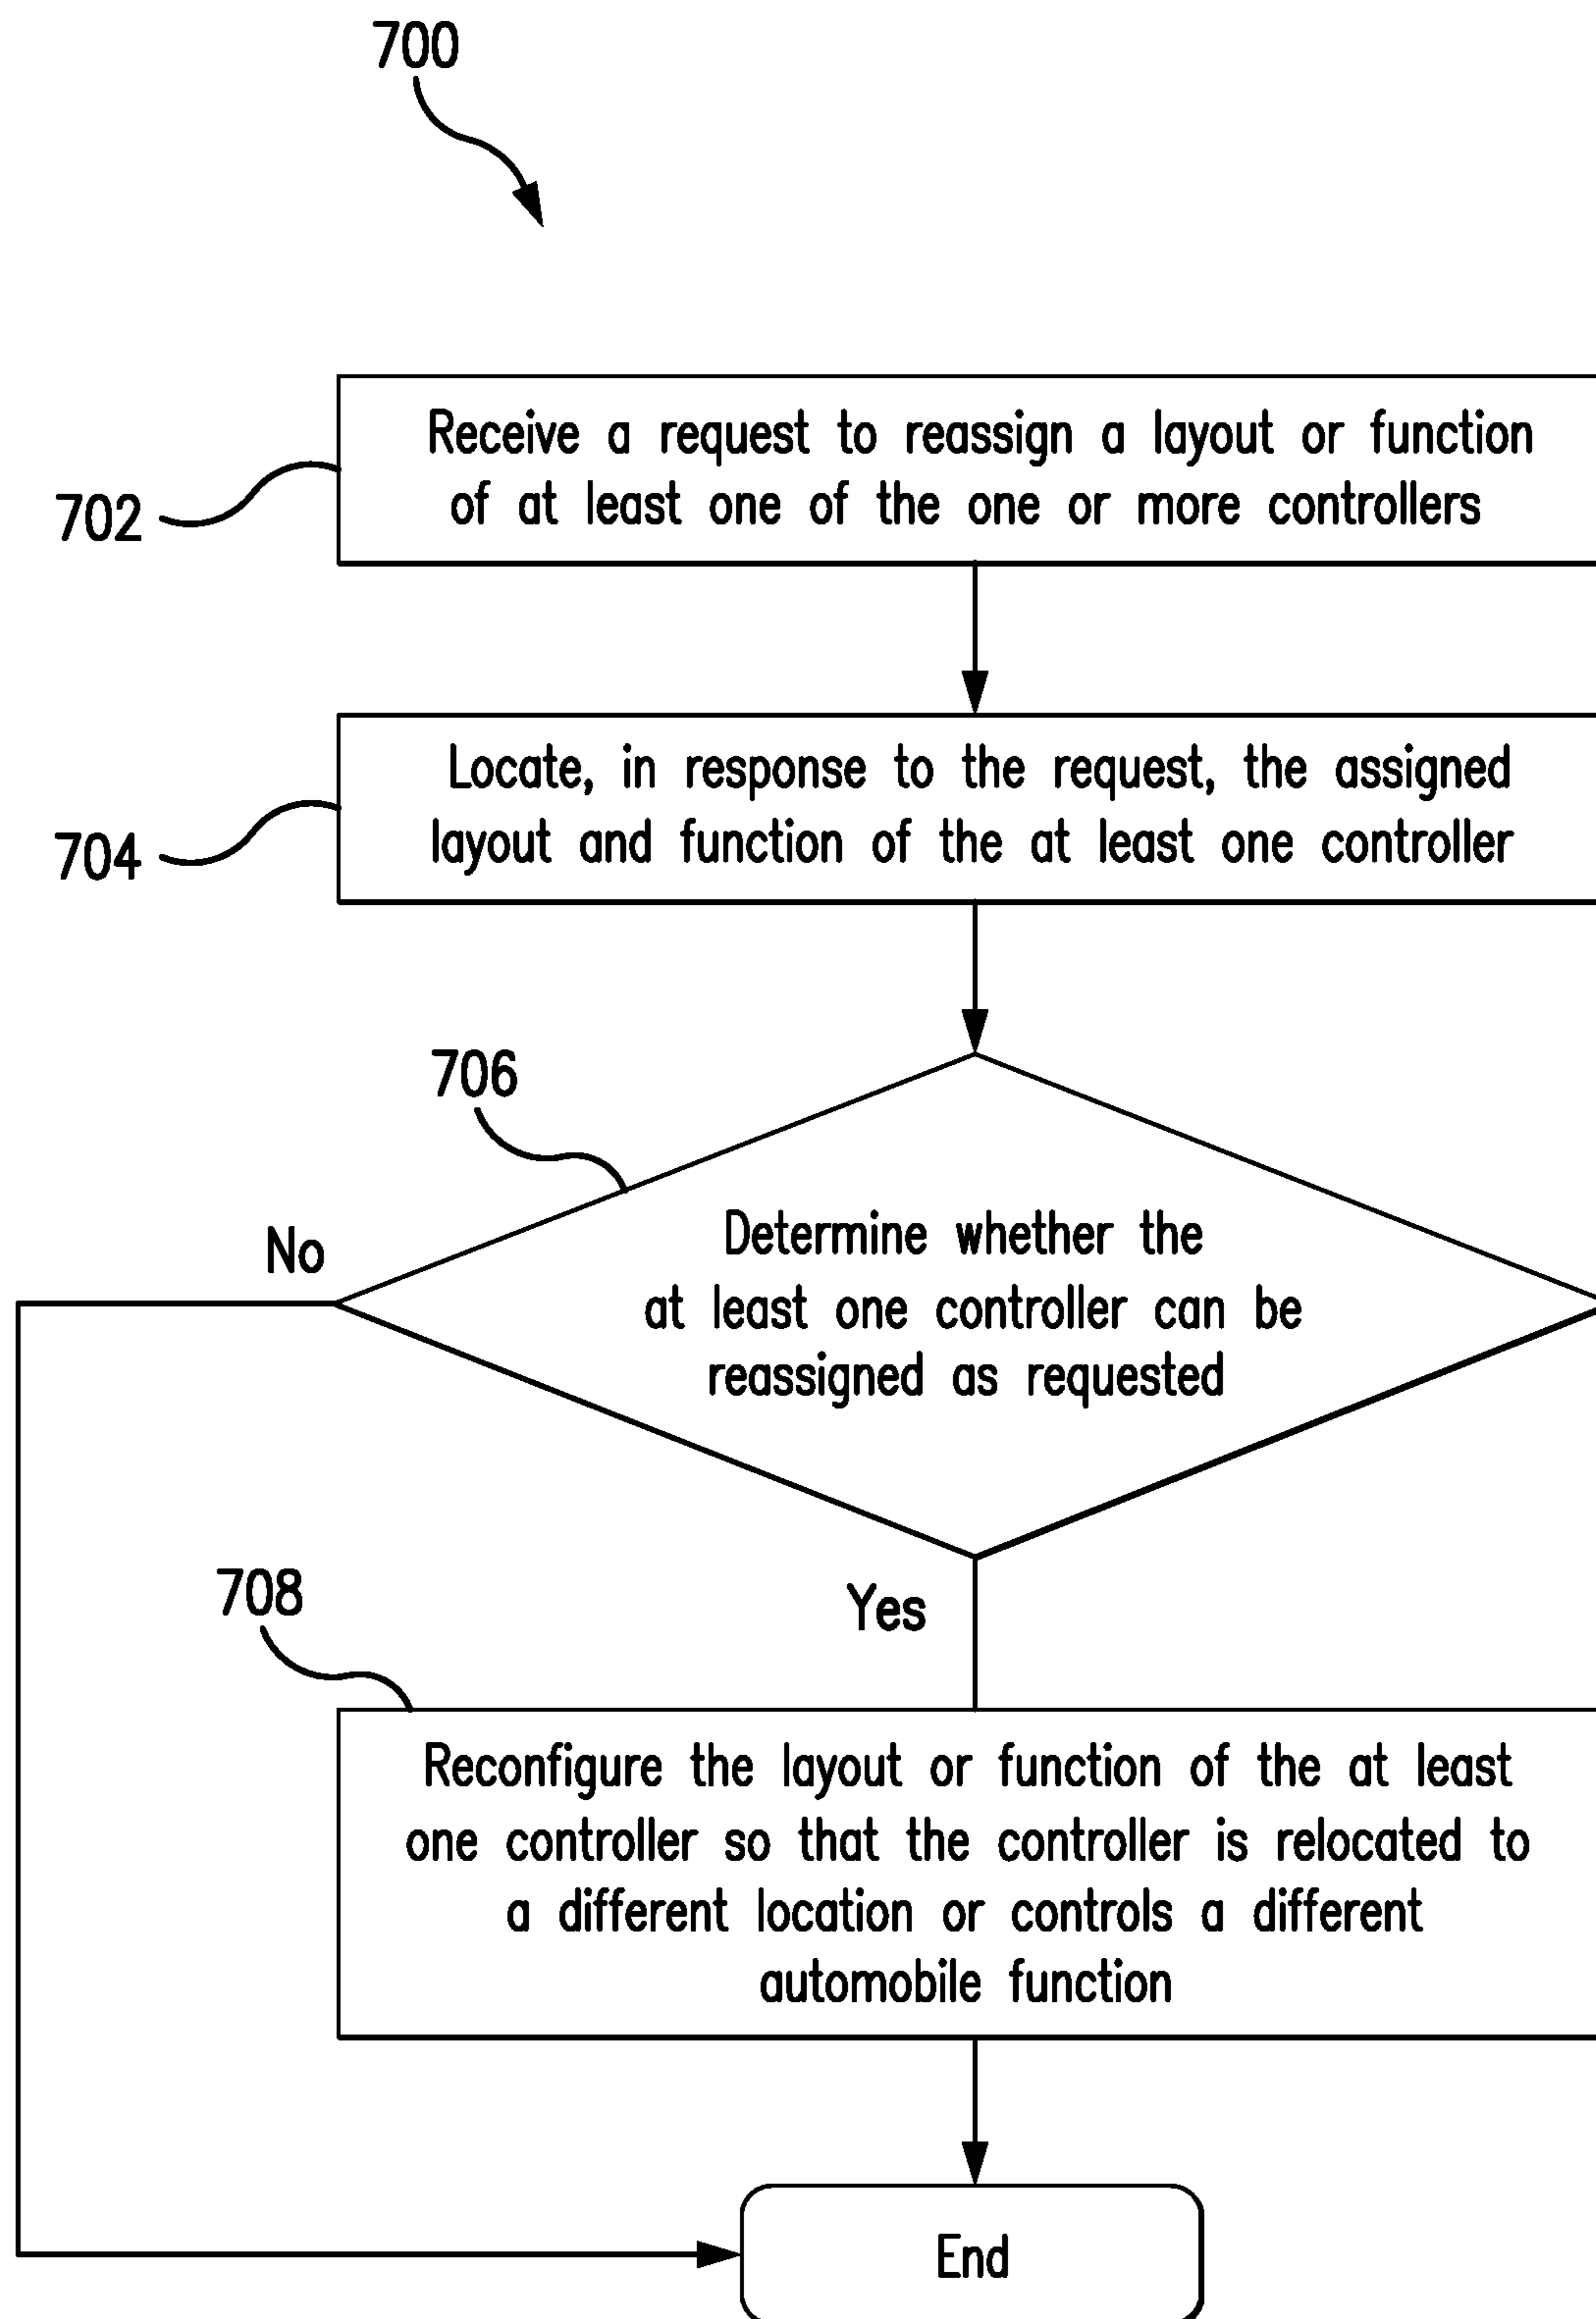 700
Receive a request to reassign a layout or function
of at least one of the one or more controllers
702
Locate, in response to the request, the assigned
layout and function of the at least one controller
704
706
No
Determine whether the
at least one controller can be
reassigned as requested
Yes
708
Reconfigure the layout or function of the at least
one controller so that the controller is relocated to
a different location or controls a different
automobile function
End